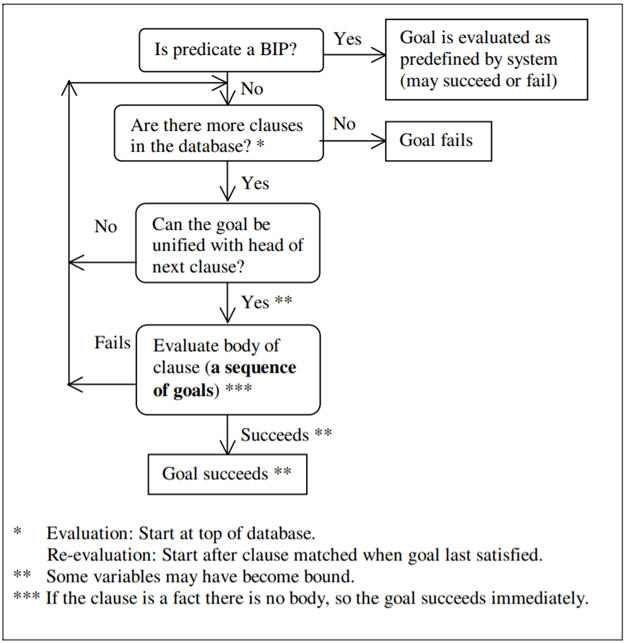 Is predicate a BIP?
Yes
Goal is evaluated as
predefined by system
(may succeed or fail)
No
Are there more clauses
in the database? *
No
Goal fails
Yes
No
Can the goal be
unified with head of
next clause?
Yes **
Fails
Evaluate body of
clause (a sequence
of goals) ***
Succeeds **
Goal succeeds **
* Evaluation: Start at top of database.
Re-evaluation: Start after clause matched when goal last satisfied.
** Some variables may have become bound.
*** If the clause is a fact there is no body, so the goal succeeds immediately.